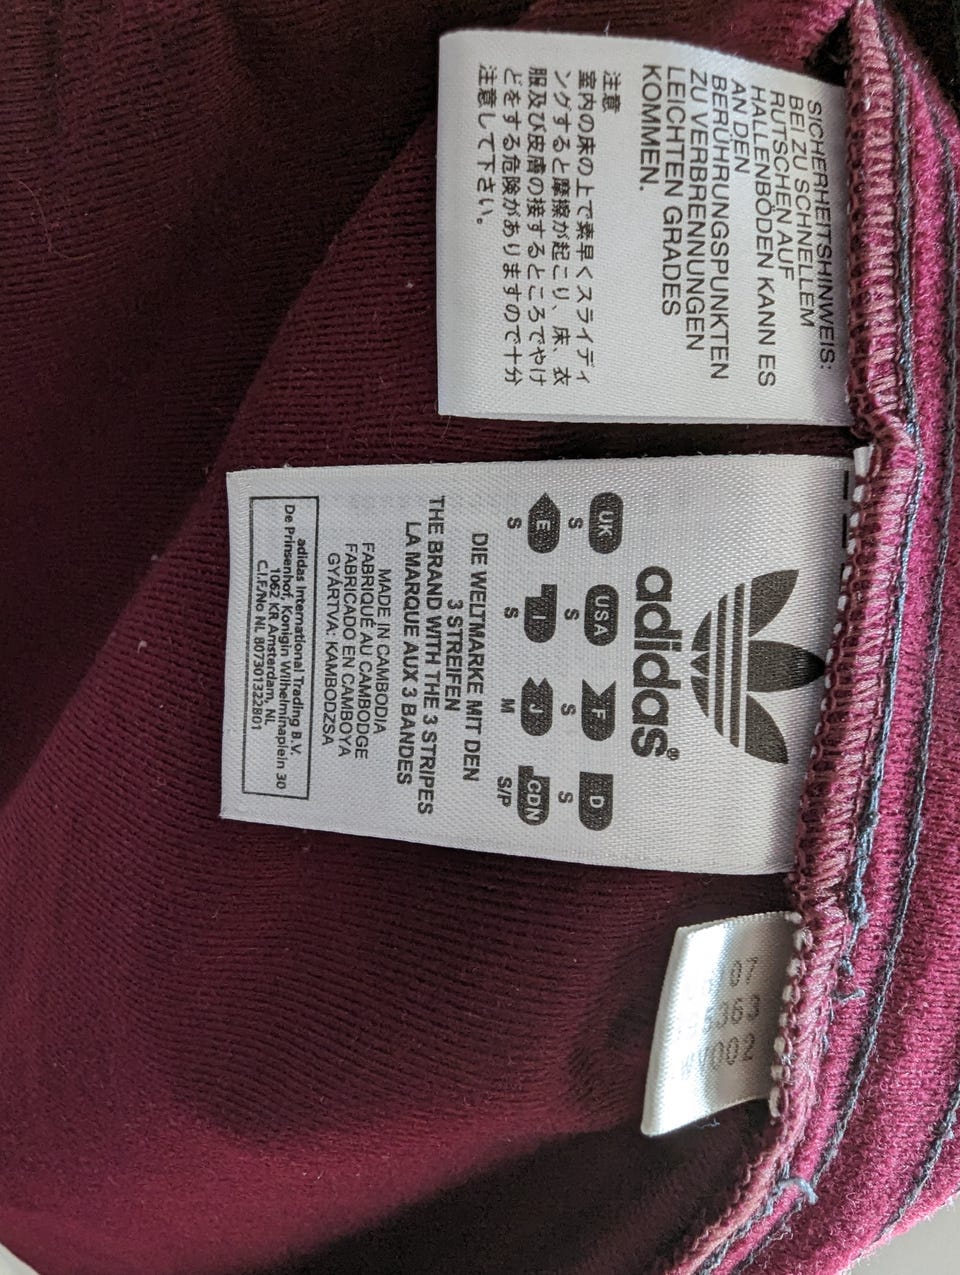 SICHERHEITSHINWEIS:
BEI ZU SCHNELLEM
RUTSCHEN AUF
HALLENBÖDEN KANN ES
AN DEN
BERÜHRUNGSPUNKTEN
ZU VERBRENNUNGEN
LEICHTEN GRADES
KOMMEN.
注意
室内の床の上で素早くスライディ
ングすると摩擦が起こり、床、衣
服及び皮膚の接するところでやけ
どをする危険がありますので十分
注意して下さい。
adidas®
UK USA F D
S S S S
E I J CDN
S S M S/P
DIE WELTMARKE MIT DEN
3 STREIFEN
THE BRAND WITH THE 3 STRIPES
LA MARQUE AUX 3 BANDES
MADE IN CAMBODIA
FABRIQUÉ AU CAMBODGE
FABRICADO EN CAMBOYA
GYÁRTVA: KAMBODZSA
adidas International Trading B.V.
De Prinsenhof, Konigin Wilhelminaplein 30
1062 KR Amsterdam, NL
C.I.F./No NL 807301322B01